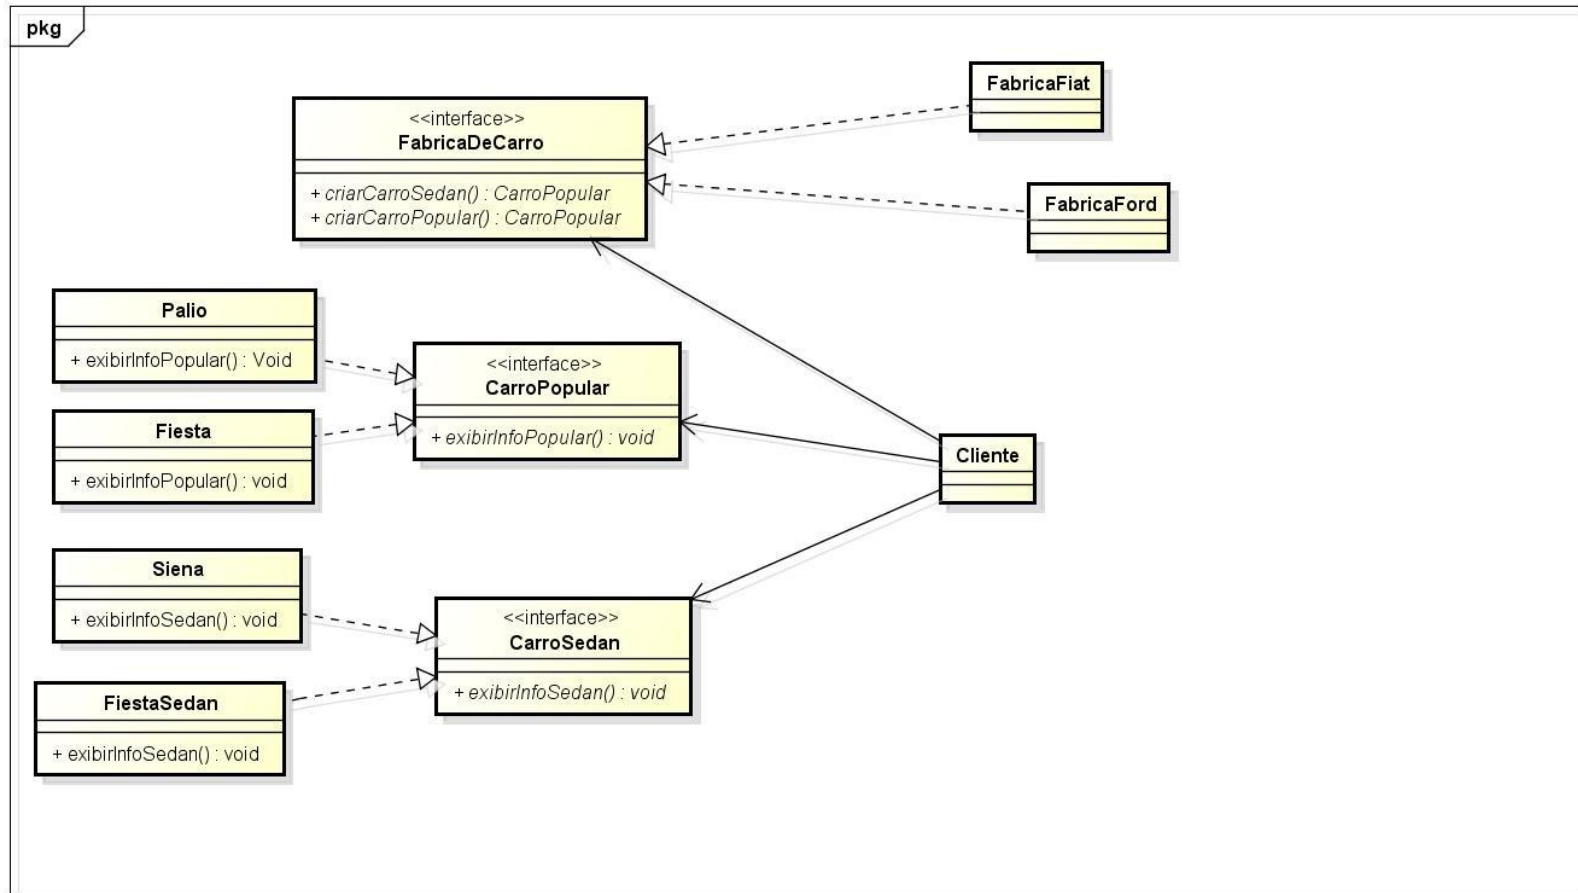 pkg
FabricaFiat
<<interface>>
FabricaDeCarro
+ criarCarroSedan() : CarroPopular
+ criarCarroPopular() : CarroPopular
FabricaFord
Palio
+ exibirInfoPopular() : Void
<<interface>>
CarroPopular
+ exibirInfoPopular() : void
Fiesta
+ exibirInfoPopular() : void
Cliente
Siena
+ exibirInfoSedan() : void
<<interface>>
CarroSedan
+ exibirInfoSedan() : void
FiestaSedan
+ exibirInfoSedan() : void